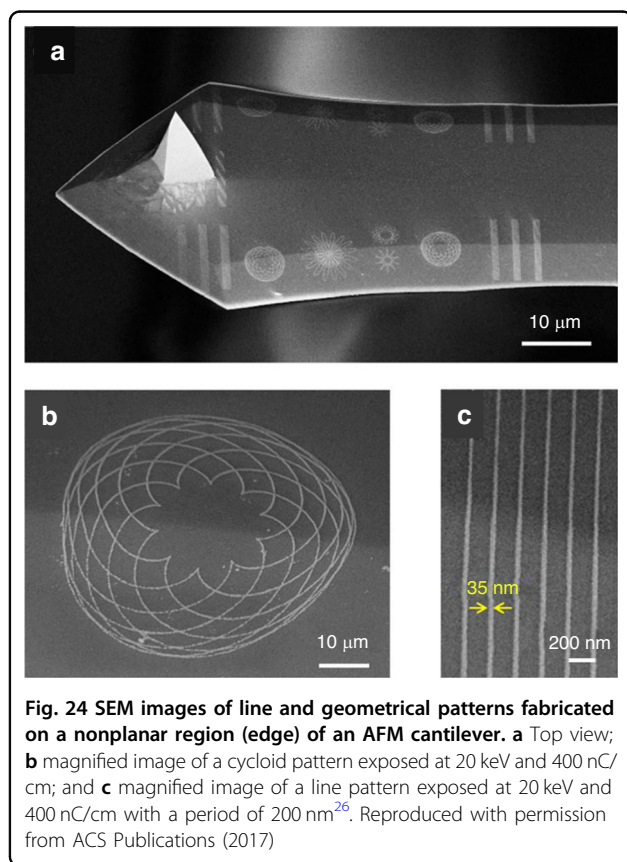 a
10 μm
b
10 μm
c
35 nm
200 nm
Fig. 24 SEM images of line and geometrical patterns fabricated
on a nonplanar region (edge) of an AFM cantilever. a Top view;
b magnified image of a cycloid pattern exposed at 20 keV and 400 nC/
cm; and c magnified image of a line pattern exposed at 20 keV and
400 nC/cm with a period of 200 nm26. Reproduced with permission
from ACS Publications (2017)